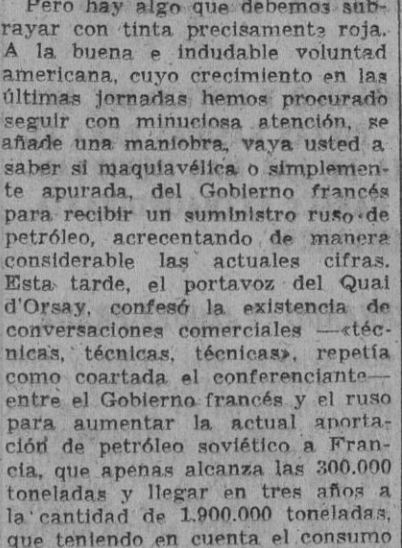 Pero hay algo que debemos sub-
rayar con tinta precisamente roja.
A la buena e indudable voluntad
americana, cuyo crecimiento en las
últimas jornadas hemos procurado
seguir con minuciosa atención, se
añade una maniobra, vaya usted a
saber si maquiavélica o simplemen-
te apurada, del Gobierno francés
para recibir un suministro ruso de
petróleo, acrecentando de manera
considerable las actuales cifras.
Esta tarde, el portavoz del Quai
d'Orsay, confesó la existencia de
conversaciones comerciales —«téc-
nicas, técnicas, técnicas», repetía
como coartada el conferenciante—
entre el Gobierno francés y el ruso
para aumentar la actual aporta-
ción de petróleo soviético a Fran-
cia, que apenas alcanza las 300.000
toneladas y llegar en tres años a
la cantidad de 1.900.000 toneladas,
que teniendo en cuenta el consumo